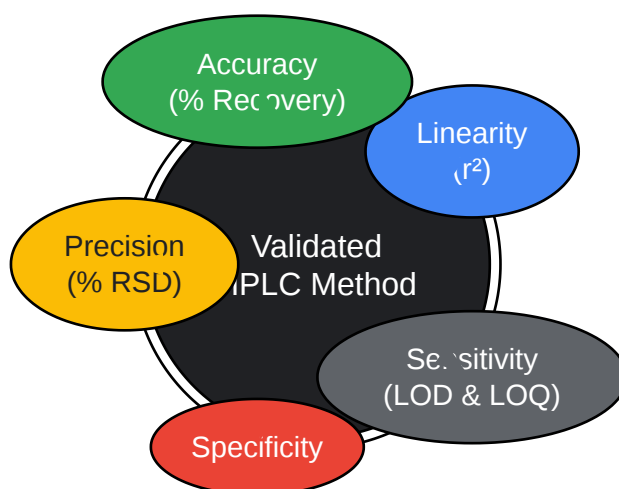 Accuracy
(% Recovery)
Linearity
(r²)
Precision
(% RSD)
Validated
HPLC Method
Sensitivity
(LOD & LOQ)
Specificity